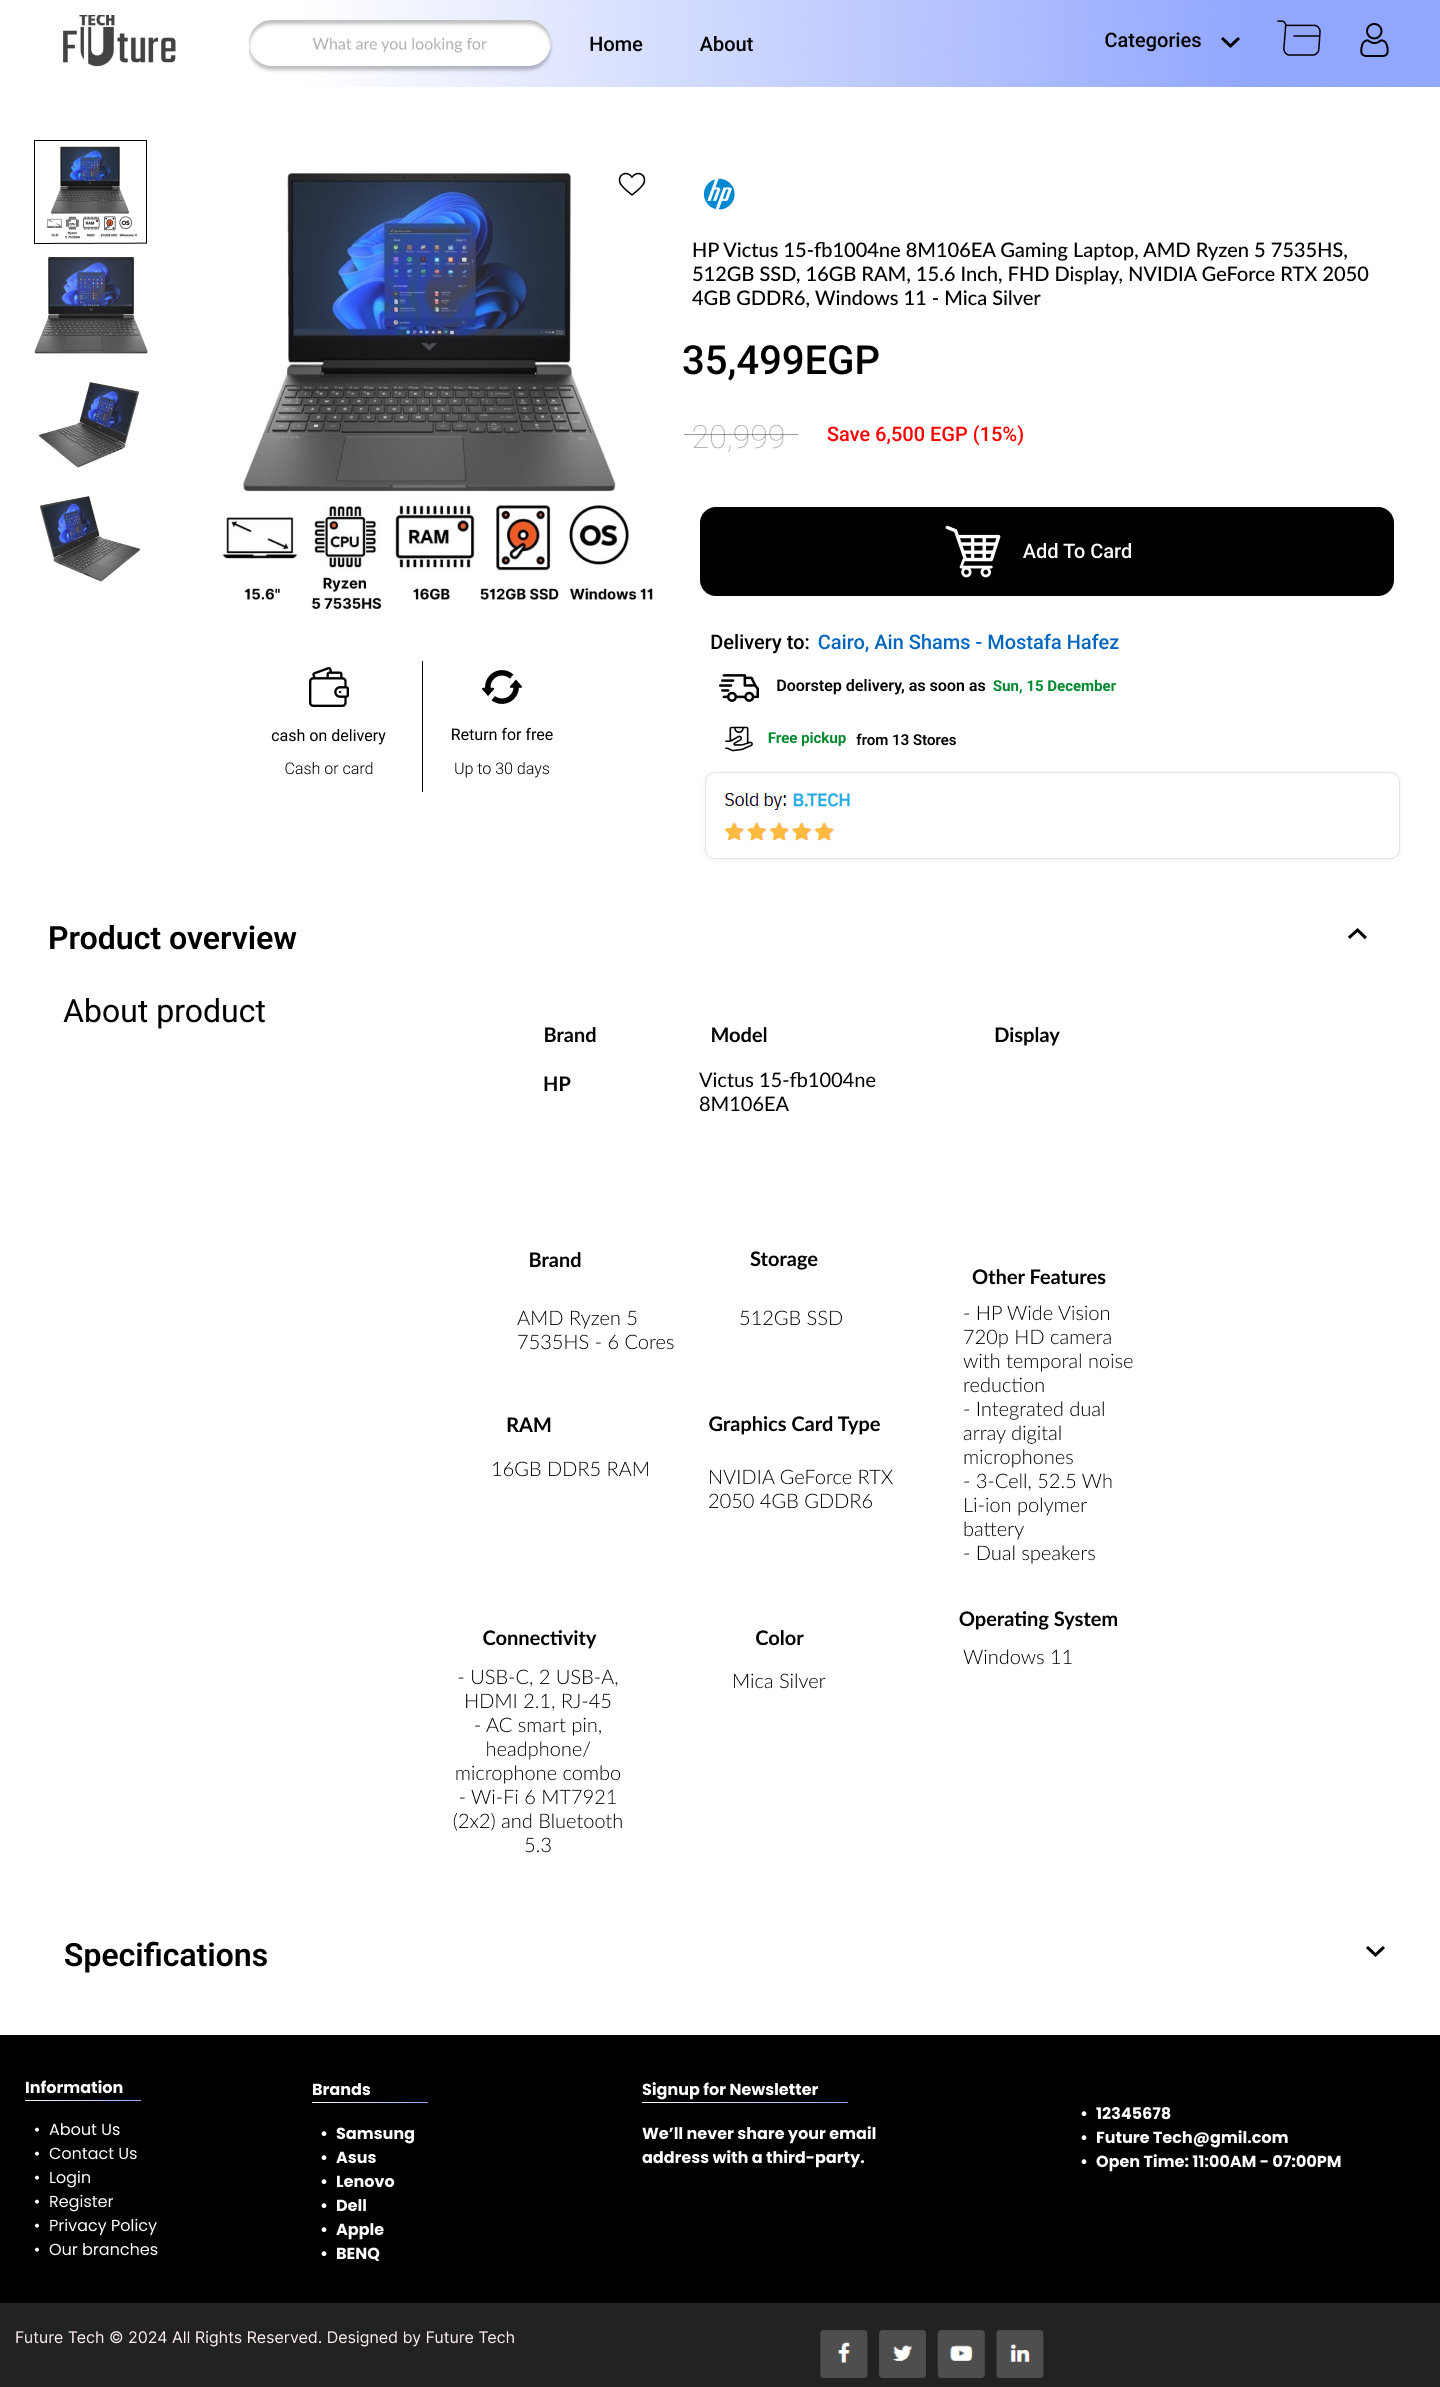 TECH
FUture
What are you looking for
Home
About
Categories
hp
HP Victus 15-fb1004ne 8M106EA Gaming Laptop, AMD Ryzen 5 7535HS,
512GB SSD, 16GB RAM, 15.6 Inch, FHD Display, NVIDIA GeForce RTX 2050
4GB GDDR6, Windows 11 - Mica Silver
35,499EGP
20,999
Save 6,500 EGP (15%)
CPU
RAM
OS
15.6"
Ryzen
5 7535HS
16GB
512GB SSD
Windows 11
Add To Card
Delivery to: Cairo, Ain Shams - Mostafa Hafez
Doorstep delivery, as soon as Sun, 15 December
Free pickup from 13 Stores
cash on delivery
Cash or card
Return for free
Up to 30 days
Sold by: B.TECH
Product overview
About product
Brand
Model
Display
HP
Victus 15-fb1004ne
8M106EA
Brand
AMD Ryzen 5
7535HS - 6 Cores
Storage
512GB SSD
Other Features
- HP Wide Vision
720p HD camera
with temporal noise
reduction
- Integrated dual
array digital
microphones
- 3-Cell, 52.5 Wh
Li-ion polymer
battery
- Dual speakers
RAM
16GB DDR5 RAM
Graphics Card Type
NVIDIA GeForce RTX
2050 4GB GDDR6
Connectivity
- USB-C, 2 USB-A,
HDMI 2.1, RJ-45
- AC smart pin,
headphone/
microphone combo
- Wi-Fi 6 MT7921
(2x2) and Bluetooth
5.3
Color
Mica Silver
Operating System
Windows 11
Specifications
Information
• About Us
• Contact Us
• Login
• Register
• Privacy Policy
• Our branches
Brands
• Samsung
• Asus
• Lenovo
• Dell
• Apple
• BENQ
Signup for Newsletter
We'll never share your email
address with a third-party.
• 12345678
• Future Tech@gmil.com
• Open Time: 11:00AM - 07:00PM
Future Tech © 2024 All Rights Reserved. Designed by Future Tech